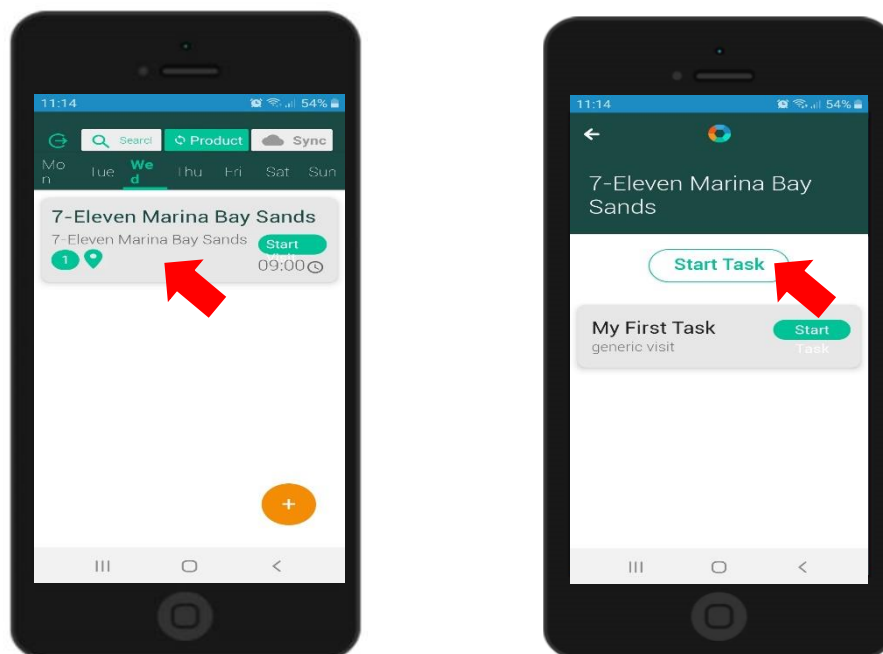 11:14 54%
Searcl Product Sync
Mo
n Tue We
d Thu Fri Sat Sun
7-Eleven Marina Bay Sands
7-Eleven Marina Bay Sands Start
1 09:00
+
11:14 54%
7-Eleven Marina Bay
Sands
Start Task
My First Task Start
generic visit Task